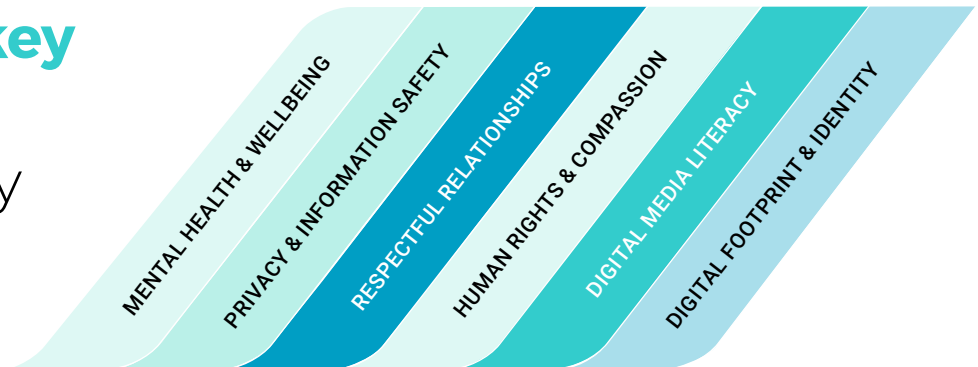 key
y
MENTAL HEALTH & WELLBEING
PRIVACY & INFORMATION SAFETY
RESPECTFUL RELATIONSHIPS
HUMAN RIGHTS & COMPASSION
DIGITAL MEDIA LITERACY
DIGITAL FOOTPRINT & IDENTITY